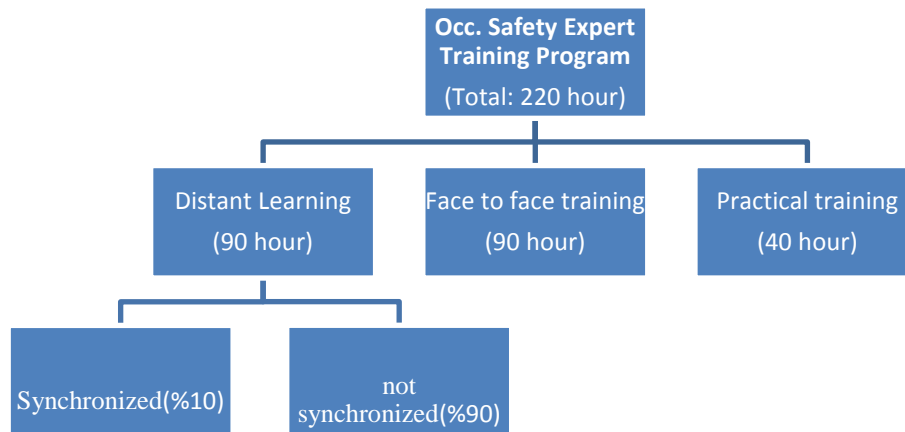 Occ. Safety Expert
Training Program
(Total: 220 hour)
Distant Learning
(90 hour)
Face to face training
(90 hour)
Practical training
(40 hour)
Synchronized(%10)
not
synchronized(%90)